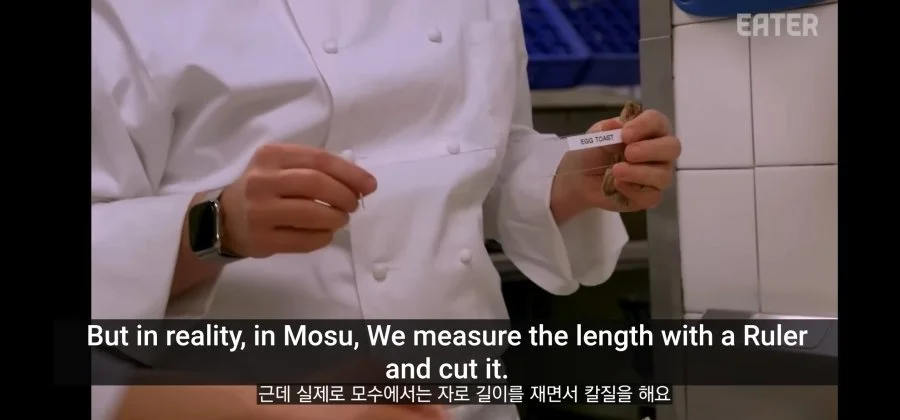 EATER
EGG TOAST
But in reality, in Mosu, We measure the length with a Ruler
and cut it.
근데 실제로 모수에서는 자로 길이를 재면서 칼질을 해요